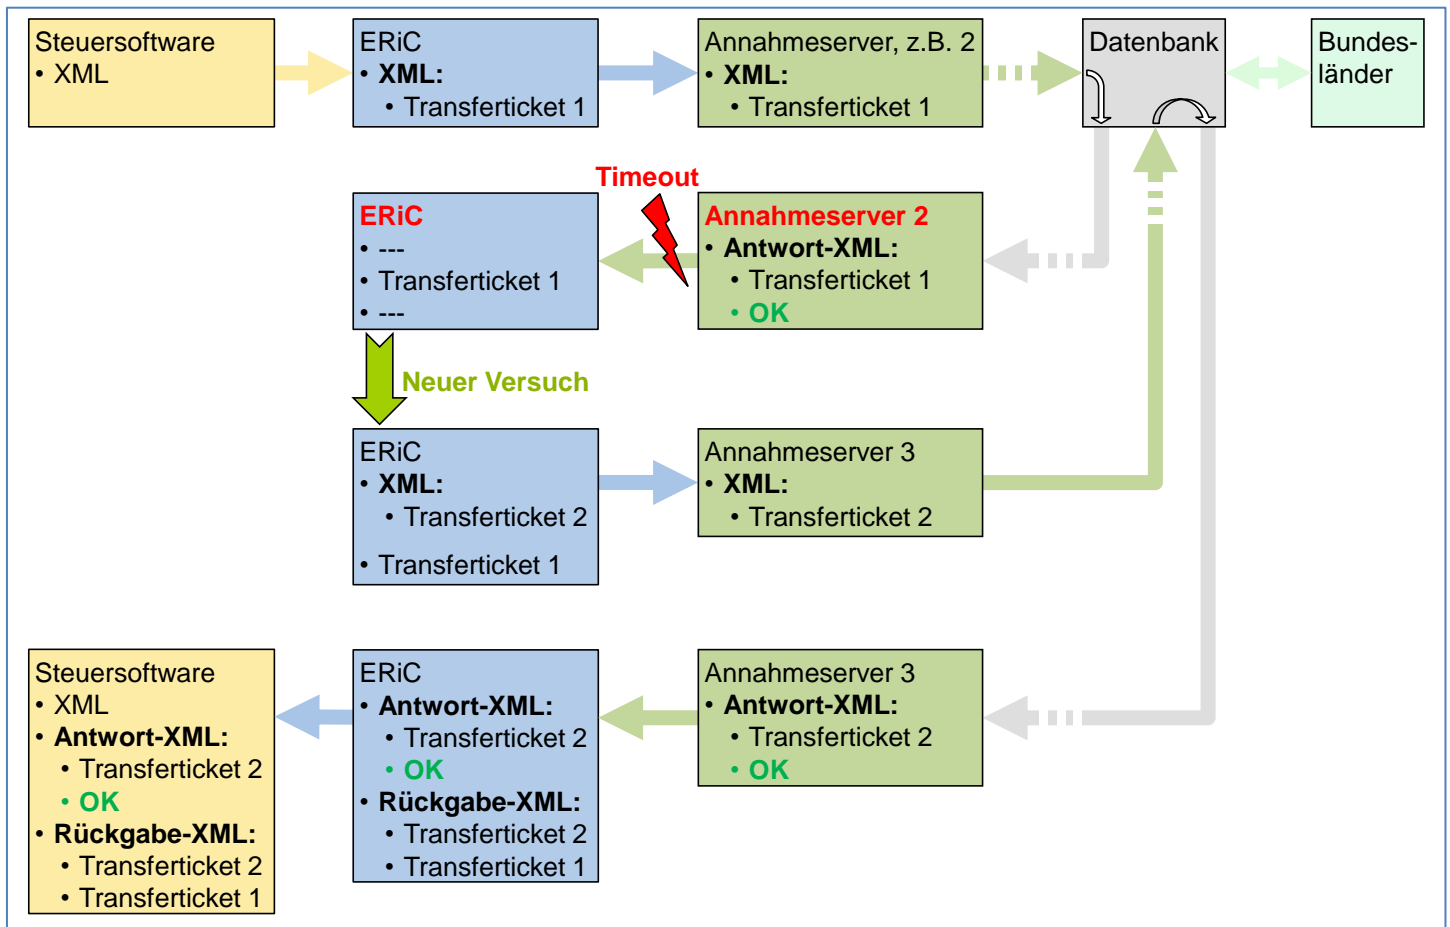 Steuersoftware
• XML
ERiC
• XML:
• Transferticket 1
Annahmeserver, z.B. 2
• XML:
• Transferticket 1
Datenbank
Bundes-
länder
Timeout
ERiC
• ---
• Transferticket 1
• ---
Annahmeserver 2
• Antwort-XML:
• Transferticket 1
• OK
Neuer Versuch
ERiC
• XML:
• Transferticket 2
• Transferticket 1
Annahmeserver 3
• XML:
• Transferticket 2
Steuersoftware
• XML
• Antwort-XML:
• Transferticket 2
• OK
• Rückgabe-XML:
• Transferticket 2
• Transferticket 1
ERiC
• Antwort-XML:
• Transferticket 2
• OK
• Rückgabe-XML:
• Transferticket 2
• Transferticket 1
Annahmeserver 3
• Antwort-XML:
• Transferticket 2
• OK